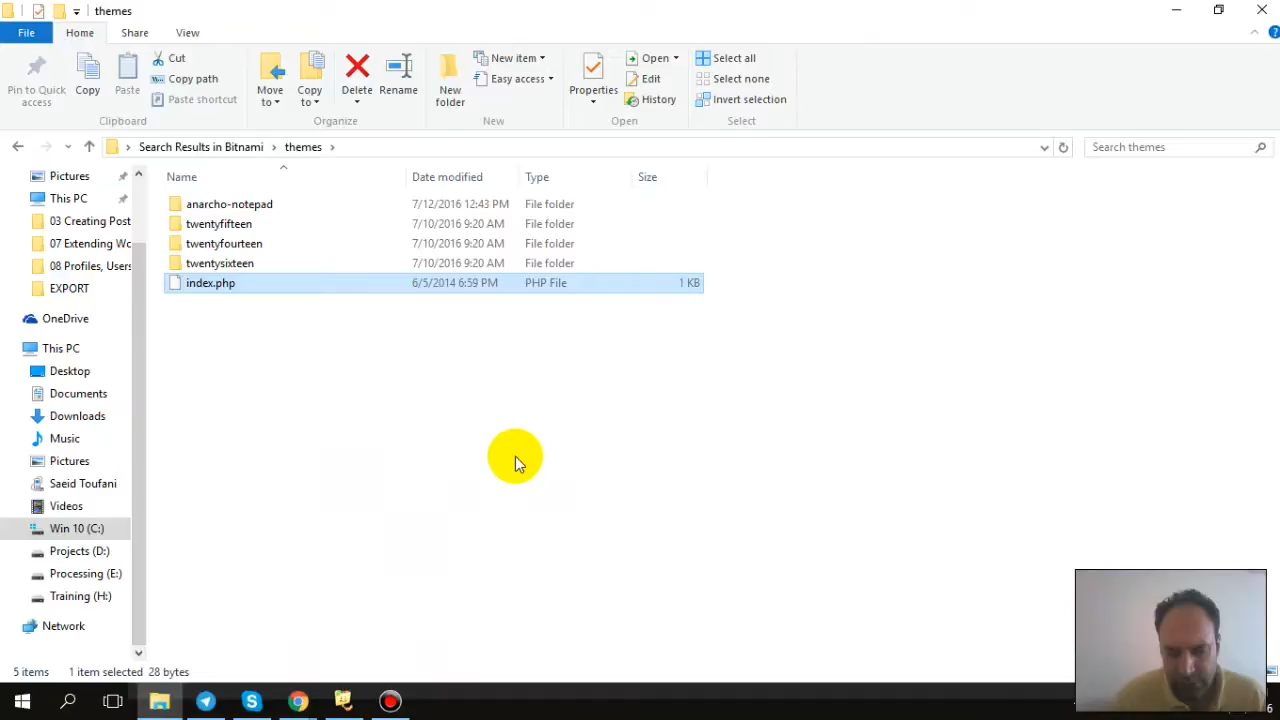 themes
File Home Share View
Pin to Quick access
Copy
Paste
Cut
Copy path
Paste shortcut
Clipboard
Move to
Copy to
Delete
Rename
Organize
New folder
New item
Easy access
New
Properties
Open
Edit
History
Open
Select all
Select none
Invert selection
Select
Search Results in Bitnami themes
Search themes
Name Date modified Type Size
anarcho-notepad 7/12/2016 12:43 PM File folder
twentyfifteen 7/10/2016 9:20 AM File folder
twentyfourteen 7/10/2016 9:20 AM File folder
twentysixteen 7/10/2016 9:20 AM File folder
index.php 6/5/2014 6:59 PM PHP File 1 KB
Pictures
This PC
03 Creating Post
07 Extending Wo
08 Profiles, Users
EXPORT
OneDrive
This PC
Desktop
Documents
Downloads
Music
Pictures
Saeid Toufani
Videos
Win 10 (C:)
Projects (D:)
Processing (E:)
Training (H:)
Network
5 items 1 item selected 28 bytes